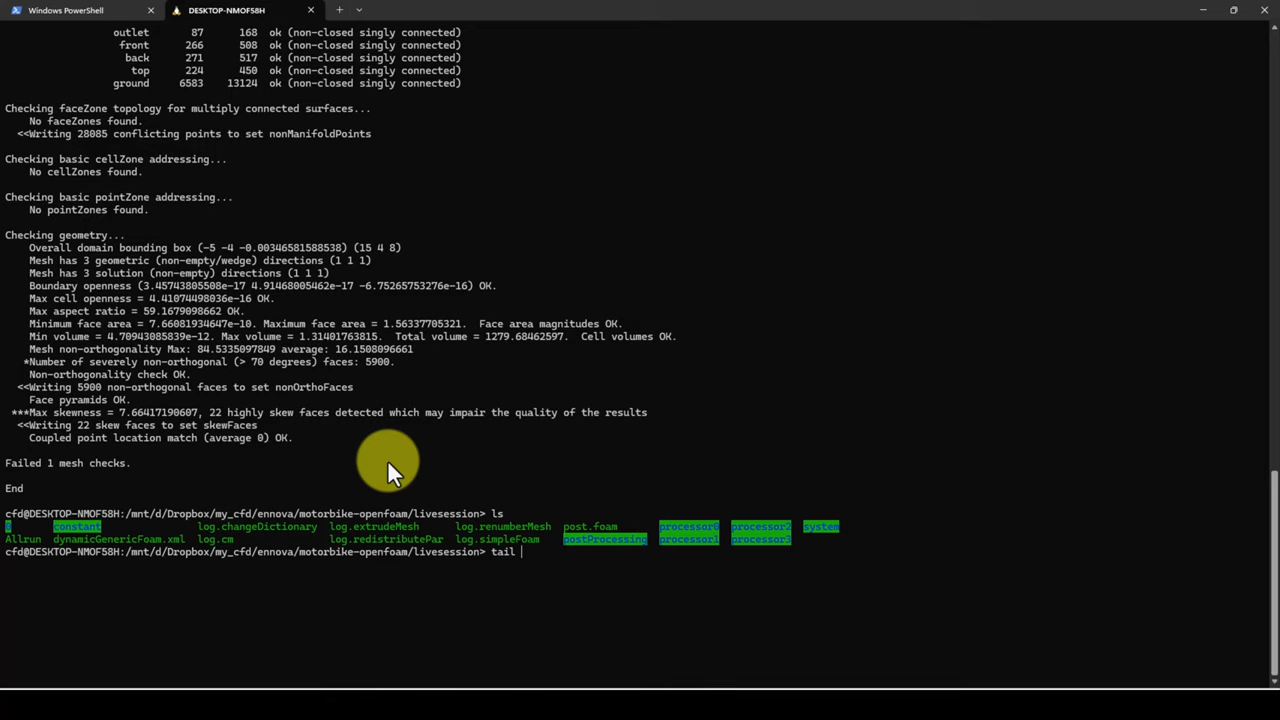 Windows PowerShell
DESKTOP-NMOF58H
outlet 87 168 ok (non-closed singly connected)
front 266 508 ok (non-closed singly connected)
back 271 517 ok (non-closed singly connected)
top 224 450 ok (non-closed singly connected)
ground 6583 13124 ok (non-closed singly connected)
Checking faceZone topology for multiply connected surfaces...
No faceZones found.
<<Writing 28085 conflicting points to set nonManifoldPoints
Checking basic cellZone addressing...
No cellZones found.
Checking basic pointZone addressing...
No pointZones found.
Checking geometry...
Overall domain bounding box (-5 -4 -0.00346581588538) (15 4 8)
Mesh has 3 geometric (non-empty/wedge) directions (1 1 1)
Mesh has 3 solution (non-empty) directions (1 1 1)
Boundary openness (3.45743805508e-17 4.91468005462e-17 -6.75265753276e-16) OK.
Max cell openness = 4.41074498036e-16 OK.
Max aspect ratio = 59.1679098662 OK.
Minimum face area = 7.66081934647e-10. Maximum face area = 1.56337705321.  Face area magnitudes OK.
Min volume = 4.70943085839e-12. Max volume = 1.31401763815.  Total volume = 1279.68462597.  Cell volumes OK.
Mesh non-orthogonality Max: 84.5335097849 average: 16.1508096661
*Number of severely non-orthogonal (> 70 degrees) faces: 5900.
Non-orthogonality check OK.
<<Writing 5900 non-orthogonal faces to set nonOrthoFaces
Face pyramids OK.
***Max skewness = 7.66417190607, 22 highly skew faces detected which may impair the quality of the results
<<Writing 22 skew faces to set skewFaces
Coupled point location match (average 0) OK.
Failed 1 mesh checks.
End
cfd@DESKTOP-NMOF58H:/mnt/d/Dropbox/my_cfd/ennova/motorbike-openfoam/livesession> ls
0 constant log.changeDictionary log.extrudeMesh log.renumberMesh post.foam processor0 processor2 system
Allrun dynamicGenericFoam.xml log.cm log.redistributePar log.simpleFoam postProcessing processor1 processor3
cfd@DESKTOP-NMOF58H:/mnt/d/Dropbox/my_cfd/ennova/motorbike-openfoam/livesession> tail